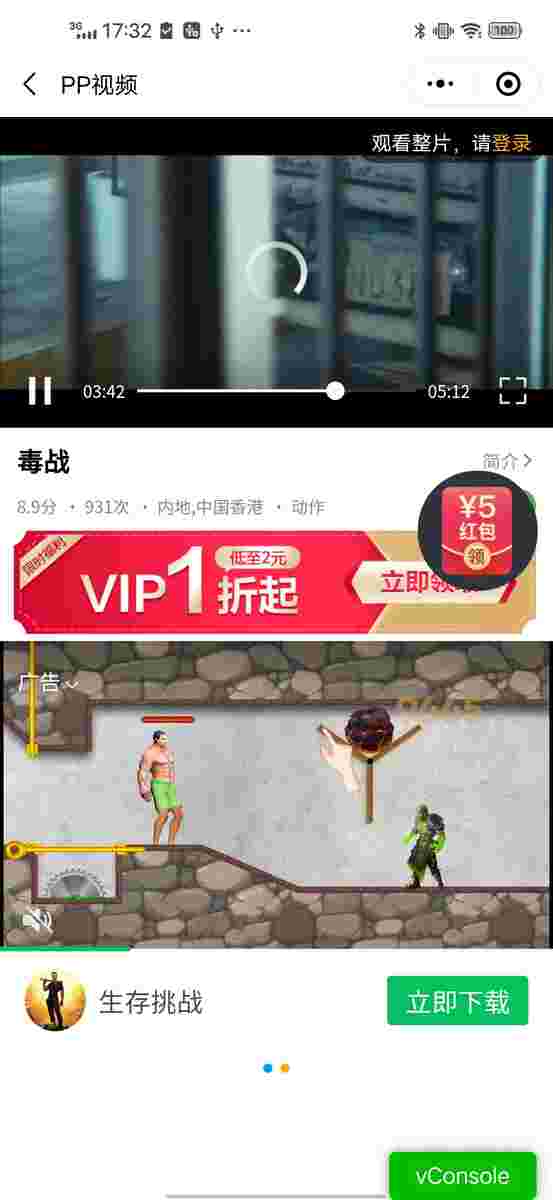 3G 17:32 100
PP视频
观看整片，请登录
03:42
05:12
毒战
简介
8.9分 · 931次 · 内地,中国香港 · 动作
¥5
红包
领
限时福利
VIP1折起
低至2元
立即领
广告
生存挑战
立即下载
vConsole